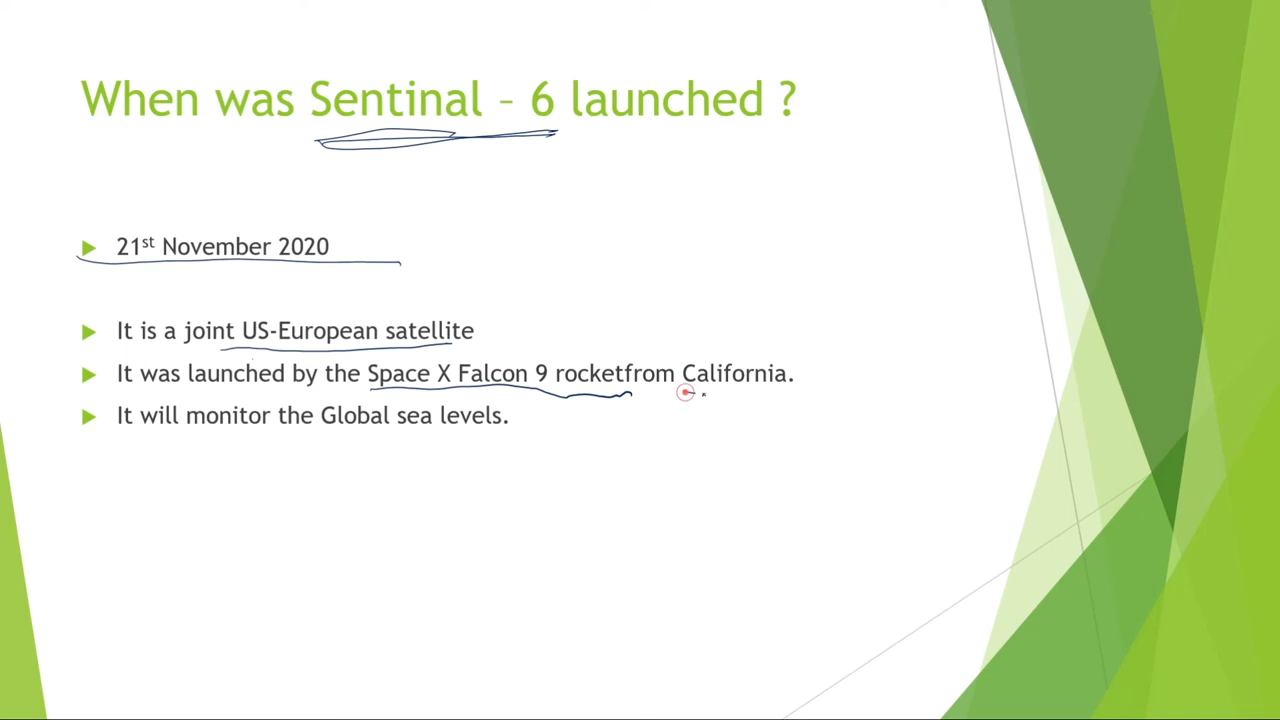 When was Sentinal – 6 launched ?
21st November 2020
It is a joint US-European satellite
It was launched by the Space X Falcon 9 rocketfrom California.
It will monitor the Global sea levels.